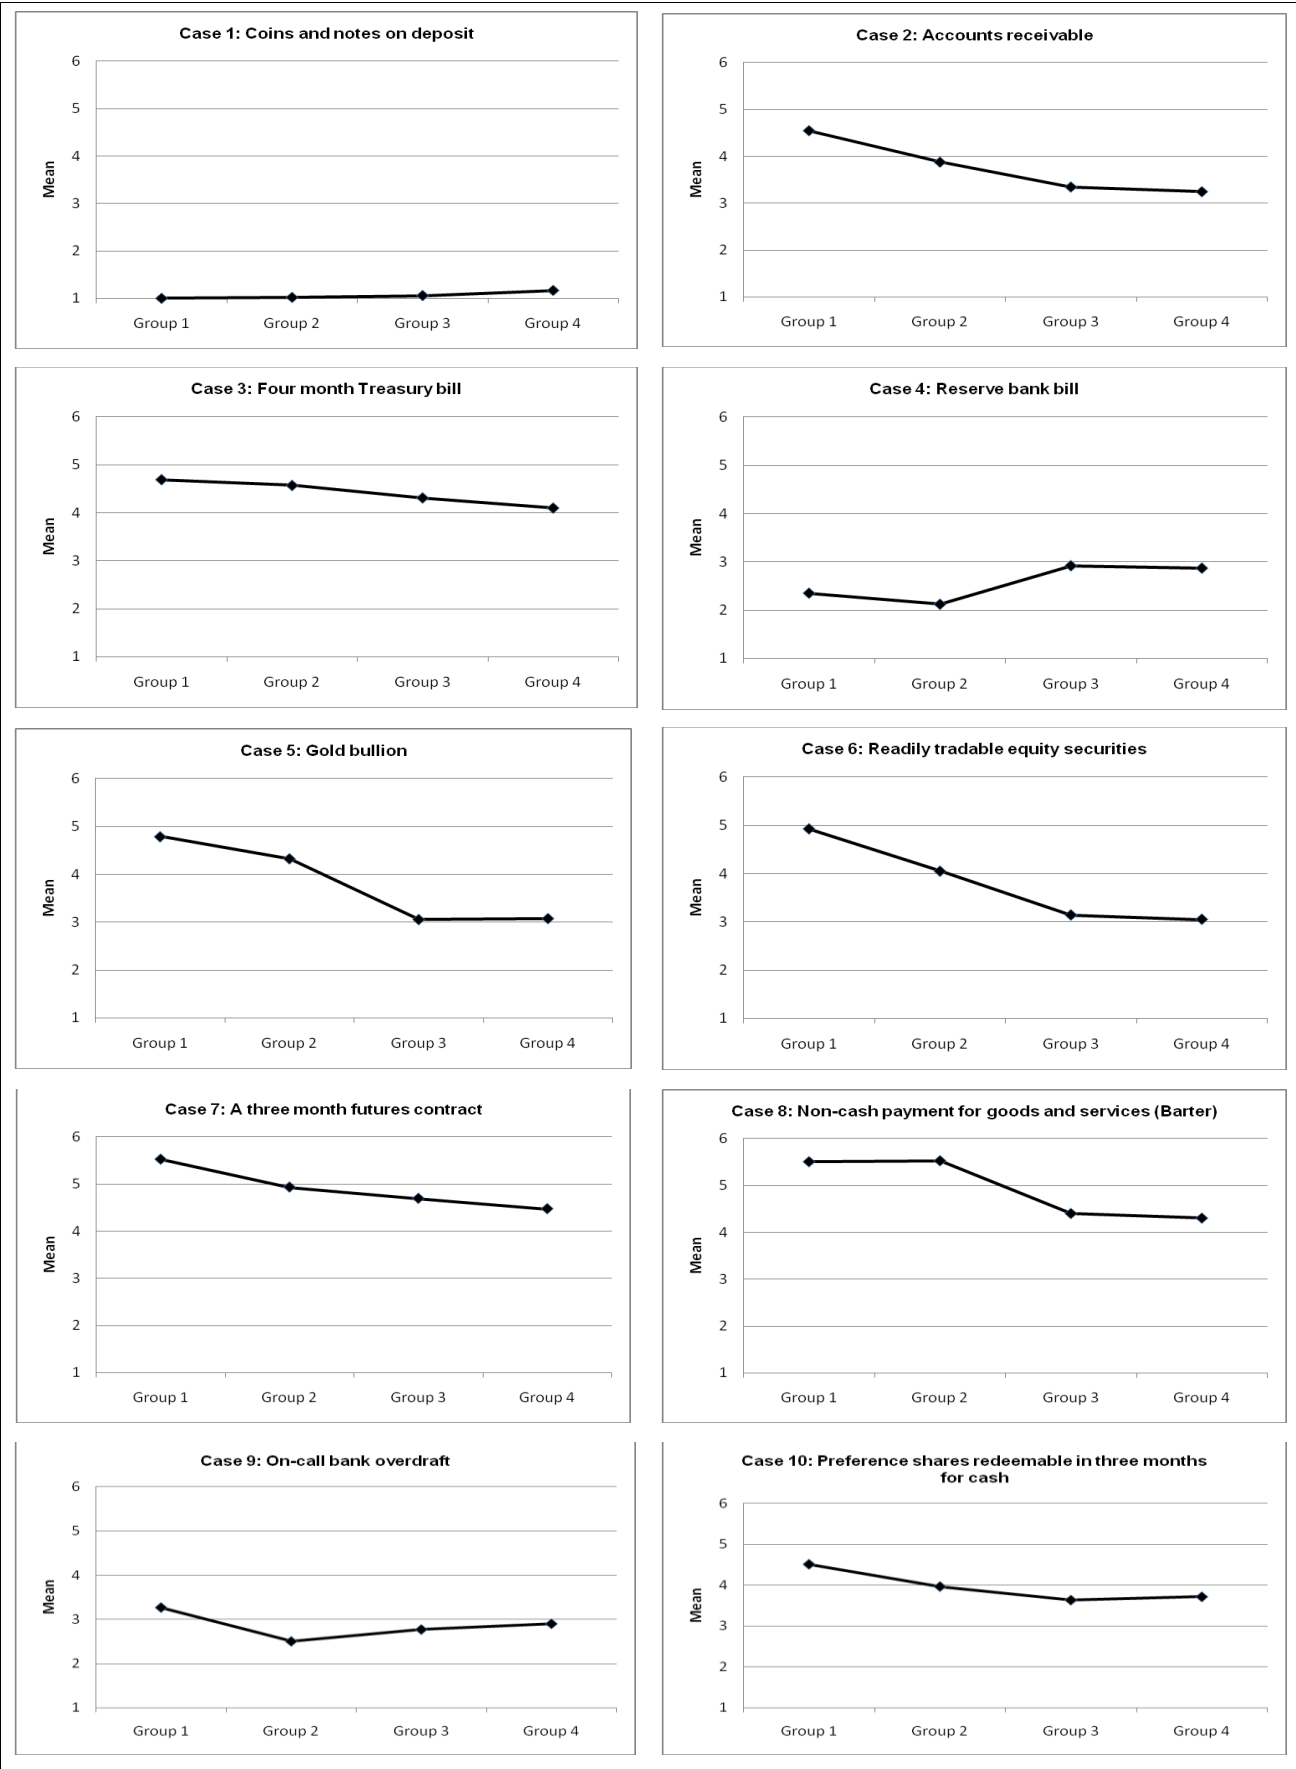 Case 1: Coins and notes on deposit
6
5
4
3
2
1
Mean
Group 1 Group 2 Group 3 Group 4
Case 2: Accounts receivable
6
5
4
3
2
1
Mean
Group 1 Group 2 Group 3 Group 4
Case 3: Four month Treasury bill
6
5
4
3
2
1
Mean
Group 1 Group 2 Group 3 Group 4
Case 4: Reserve bank bill
6
5
4
3
2
1
Mean
Group 1 Group 2 Group 3 Group 4
Case 5: Gold bullion
6
5
4
3
2
1
Mean
Group 1 Group 2 Group 3 Group 4
Case 6: Readily tradable equity securities
6
5
4
3
2
1
Mean
Group 1 Group 2 Group 3 Group 4
Case 7: A three month futures contract
6
5
4
3
2
1
Mean
Group 1 Group 2 Group 3 Group 4
Case 8: Non-cash payment for goods and services (Barter)
6
5
4
3
2
1
Mean
Group 1 Group 2 Group 3 Group 4
Case 9: On-call bank overdraft
6
5
4
3
2
1
Mean
Group 1 Group 2 Group 3 Group 4
Case 10: Preference shares redeemable in three months
for cash
6
5
4
3
2
1
Mean
Group 1 Group 2 Group 3 Group 4